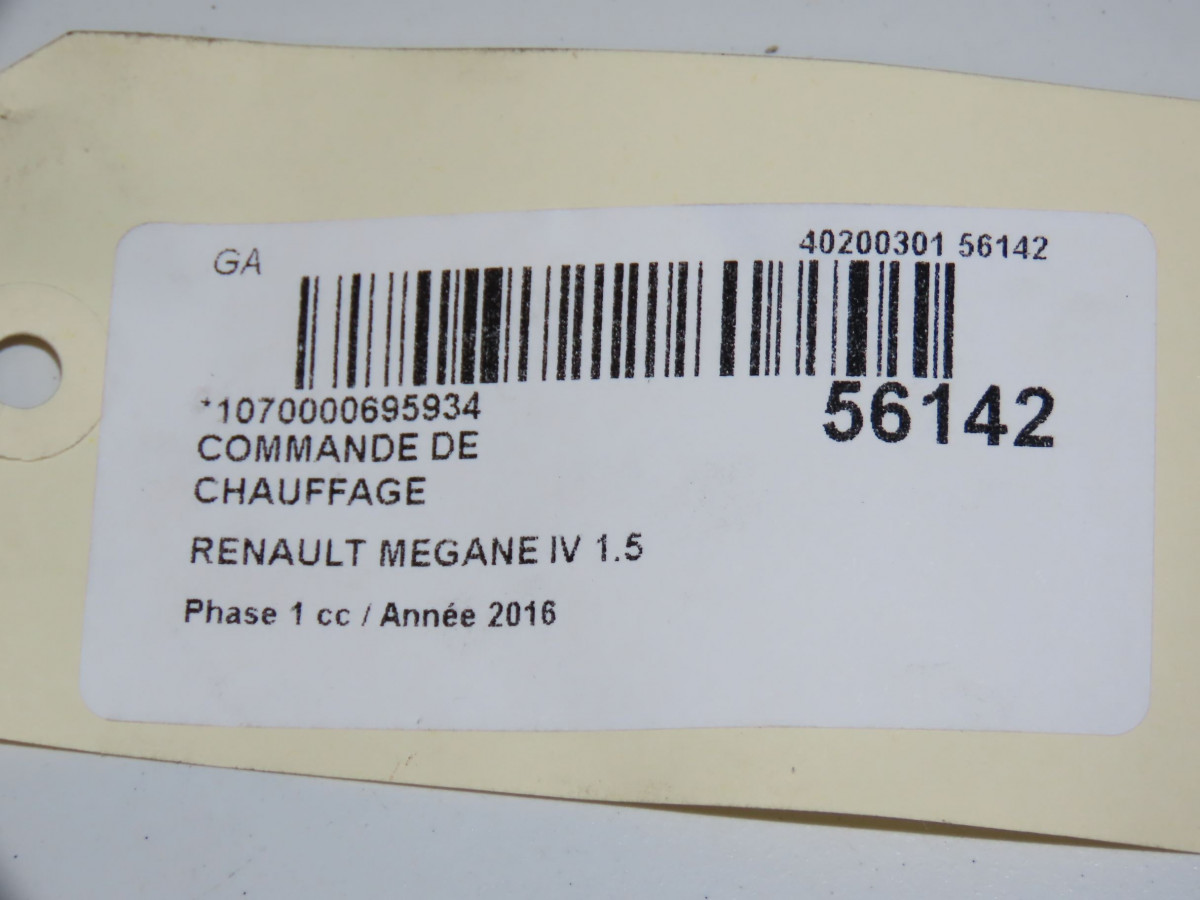 GA
40200301 56142
*1070000695934
56142
COMMANDE DE
CHAUFFAGE
RENAULT MEGANE IV 1.5
Phase 1 cc / Année 2016